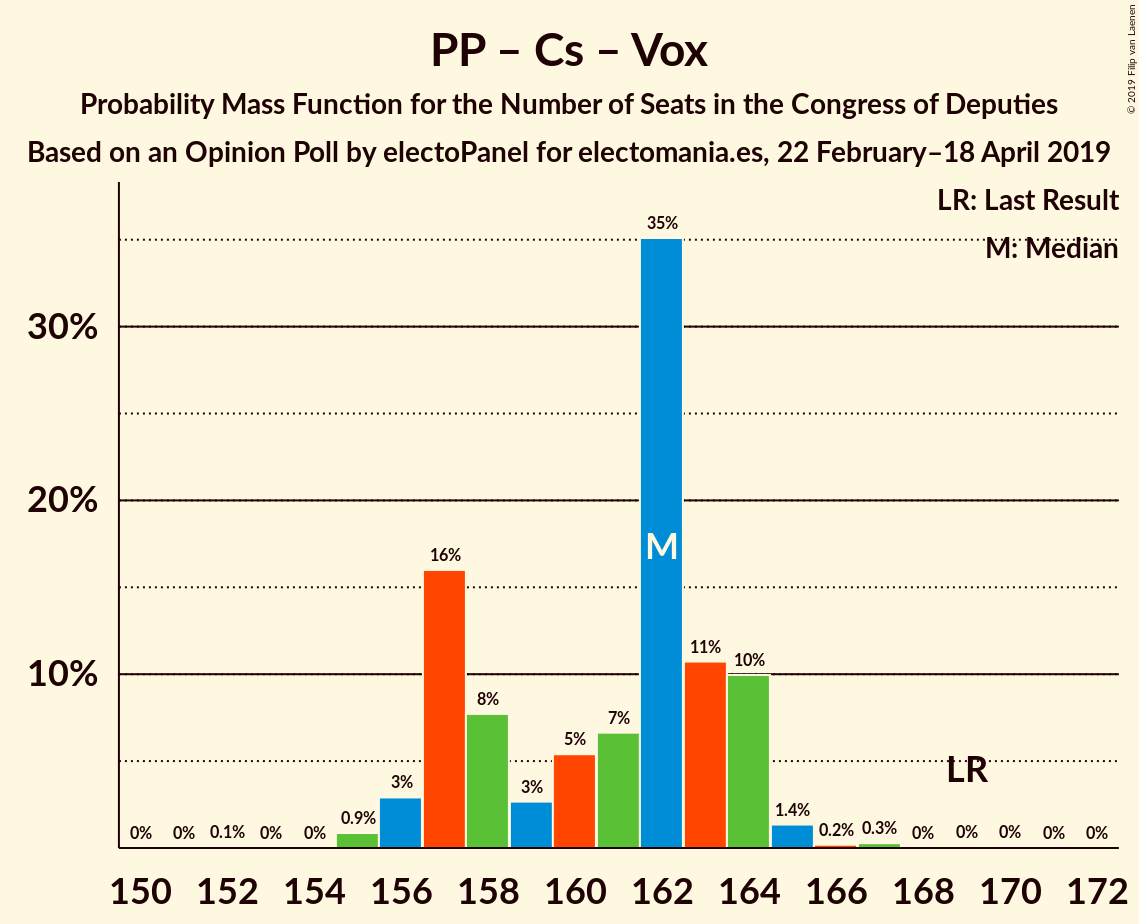 PP – Cs – Vox
Probability Mass Function for the Number of Seats in the Congress of Deputies
Based on an Opinion Poll by electoPanel for electomania.es, 22 February–18 April 2019
© 2019 Filip van Laenen
LR: Last Result
M: Median
30%
20%
10%
0%
0%
0.1%
0%
0%
0.9%
3%
16%
8%
3%
5%
7%
35%
11%
10%
1.4%
0.2%
0.3%
0%
0%
0%
0%
0%
M
LR
150 152 154 156 158 160 162 164 166 168 170 172